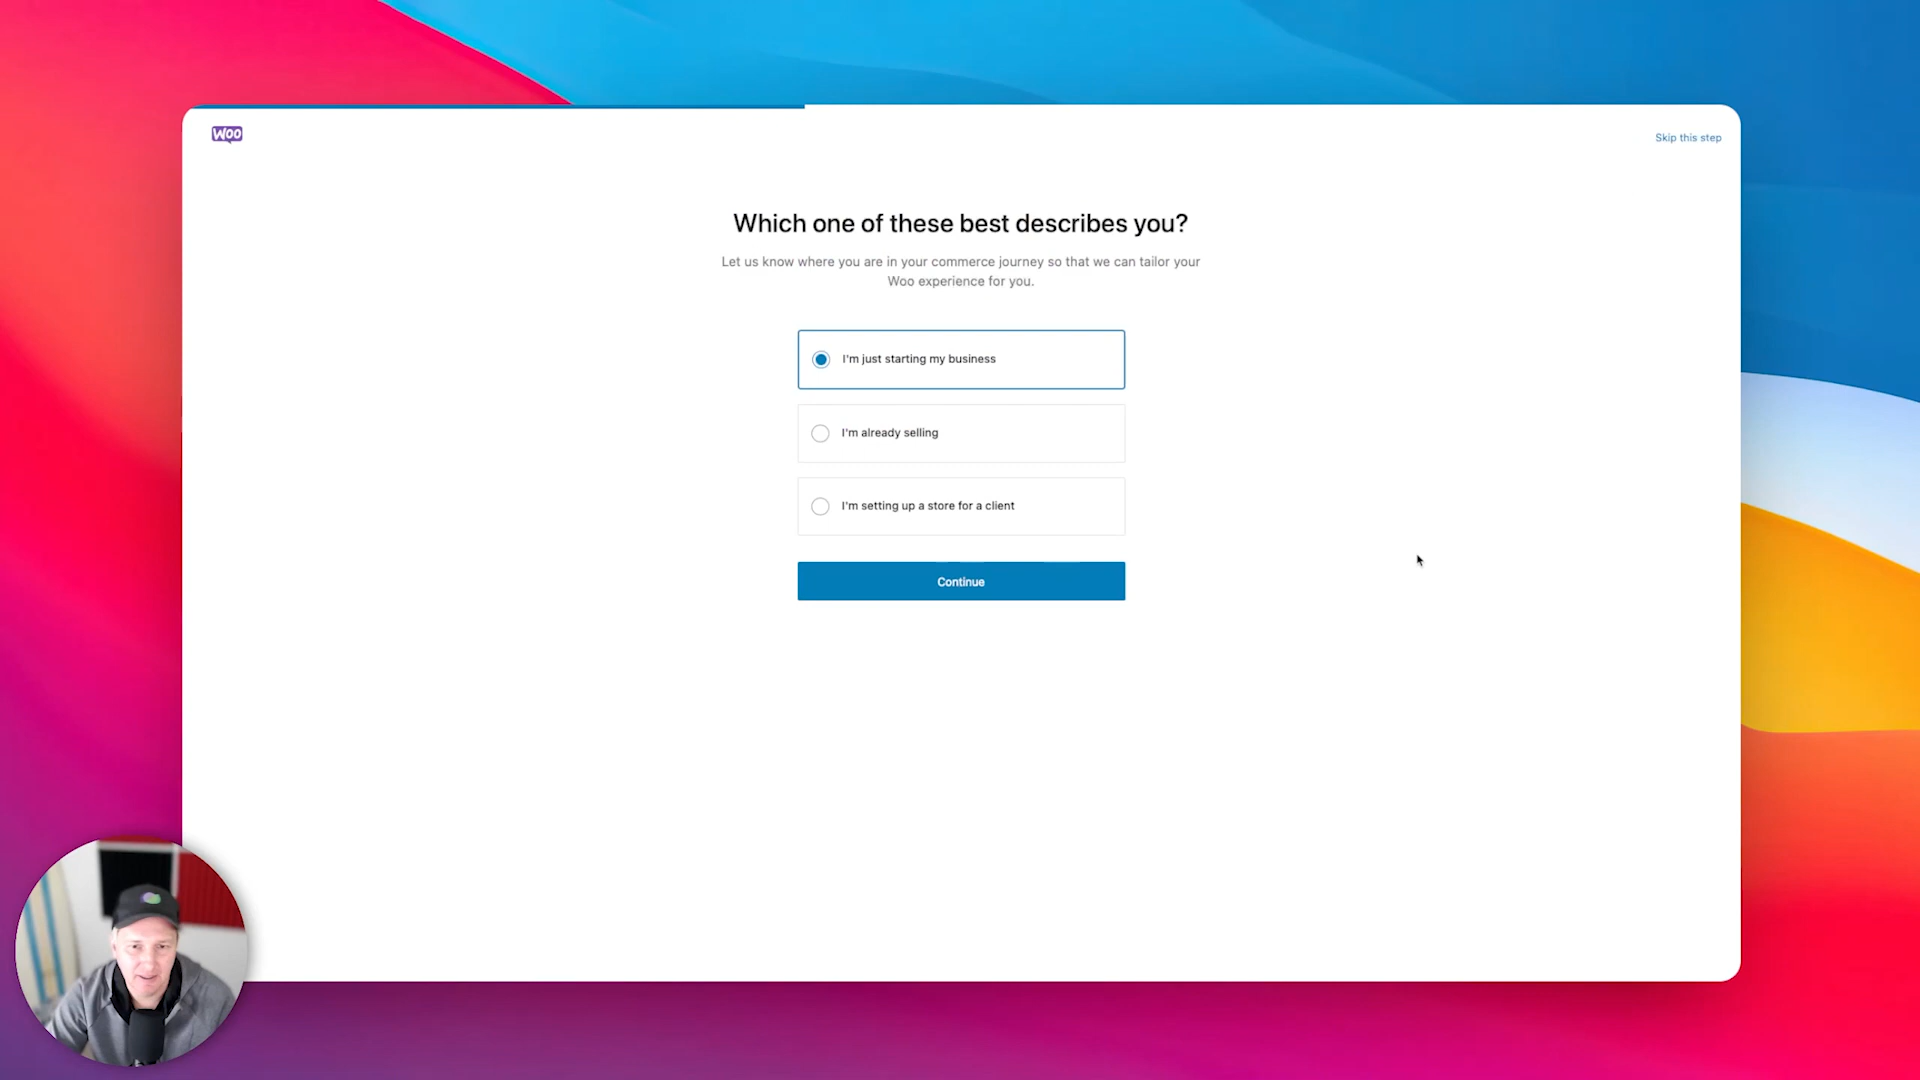 Woo
Skip this step
Which one of these best describes you?
Let us know where you are in your commerce journey so that we can tailor your
Woo experience for you.
I'm just starting my business
I'm already selling
I'm setting up a store for a client
Continue